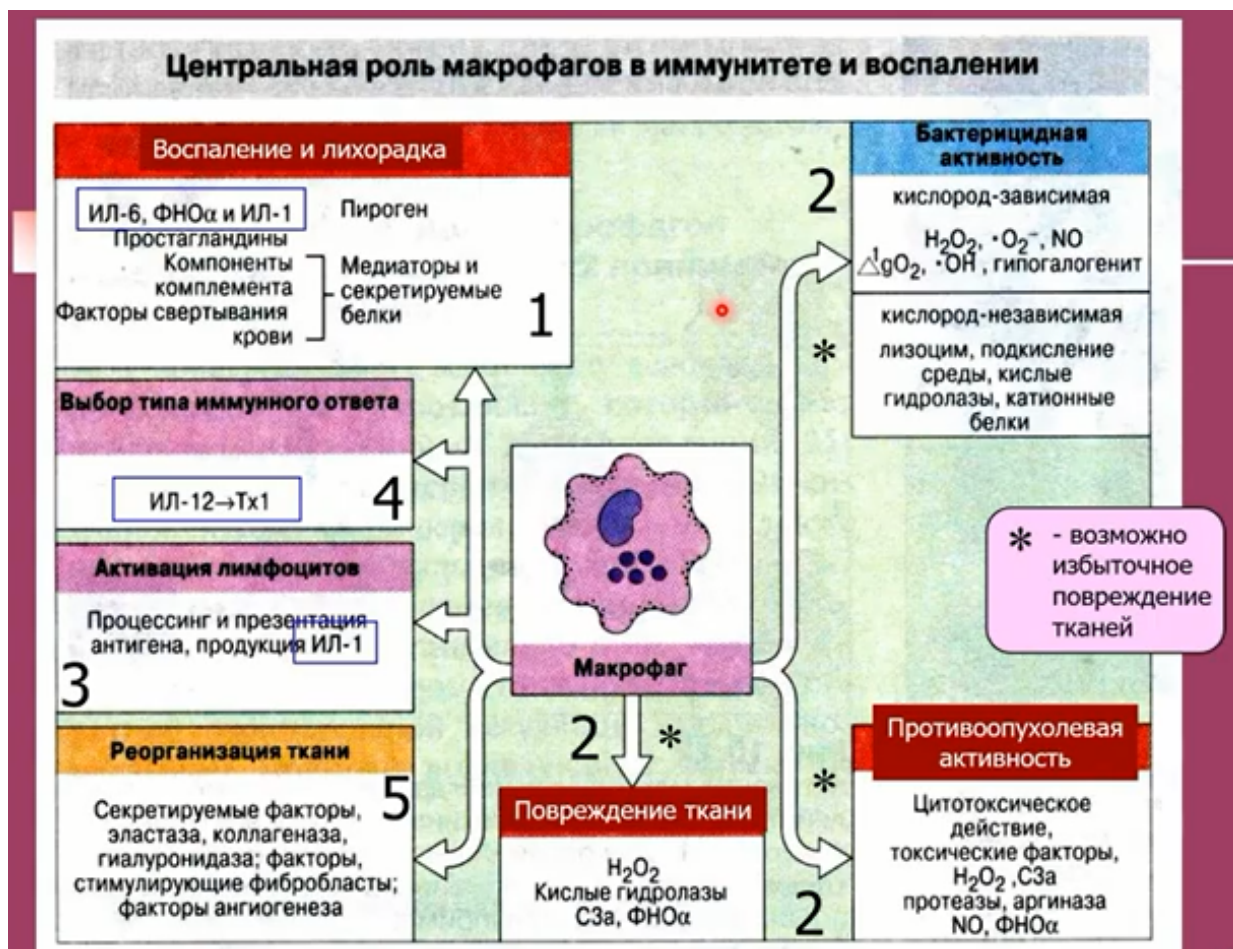 Центральная роль макрофагов в иммунитете и воспалении
Воспаление и лихорадка
ИЛ-6, ФНОα и ИЛ-1
Пироген
Простагландины
Компоненты
комплемента
Факторы свертывания
крови
Медиаторы и
секретируемые
белки
1
Выбор типа иммунного ответа
ИЛ-12→Тх1
4
Активация лимфоцитов
Процессинг и презентация
антигена, продукция ИЛ-1
3
Реорганизация ткани
5
Секретируемые факторы,
эластаза, коллагеназа,
гиалуронидаза; факторы,
стимулирующие фибробласты;
факторы ангиогенеза
Макрофаг
2 *
Повреждение ткани
H₂O₂
Кислые гидролазы
С3а, ФНОα
2
Бактерицидная
активность
кислород-зависимая
H₂O₂, ·O₂⁻, NO
△¹gO₂, ·OH, гипогалогенит
*
кислород-независимая
лизоцим, подкисление
среды, кислые
гидролазы, катионные
белки
* - возможно
избыточное
повреждение
тканей
*
Противоопухолевая
активность
Цитотоксическое
действие,
токсические факторы,
H₂O₂ ,С3а
протеазы, аргиназа
NO, ФНОα
2